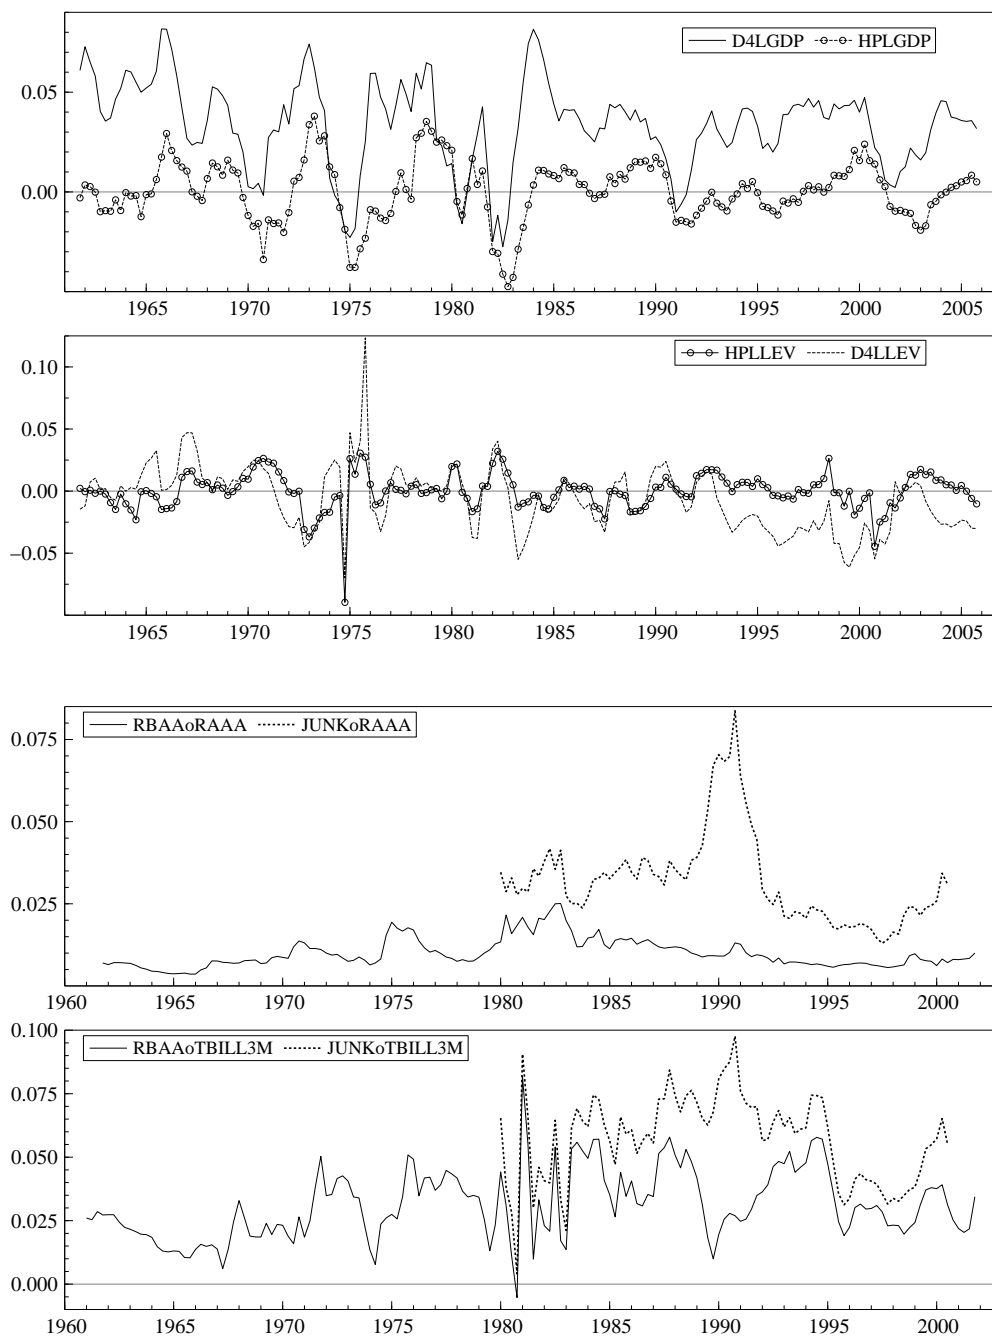 D4LGDP HPLGDP
0.05
0.00
1965 1970 1975 1980 1985 1990 1995 2000 2005
HPLLEV D4LLEV
0.10
0.05
0.00
−0.05
1965 1970 1975 1980 1985 1990 1995 2000 2005
RBAAoRAAA JUNKoRAAA
0.075
0.050
0.025
1960 1965 1970 1975 1980 1985 1990 1995 2000
0.100
RBAAoTBILL3M JUNKoTBILL3M
0.075
0.050
0.025
0.000
1960 1965 1970 1975 1980 1985 1990 1995 2000